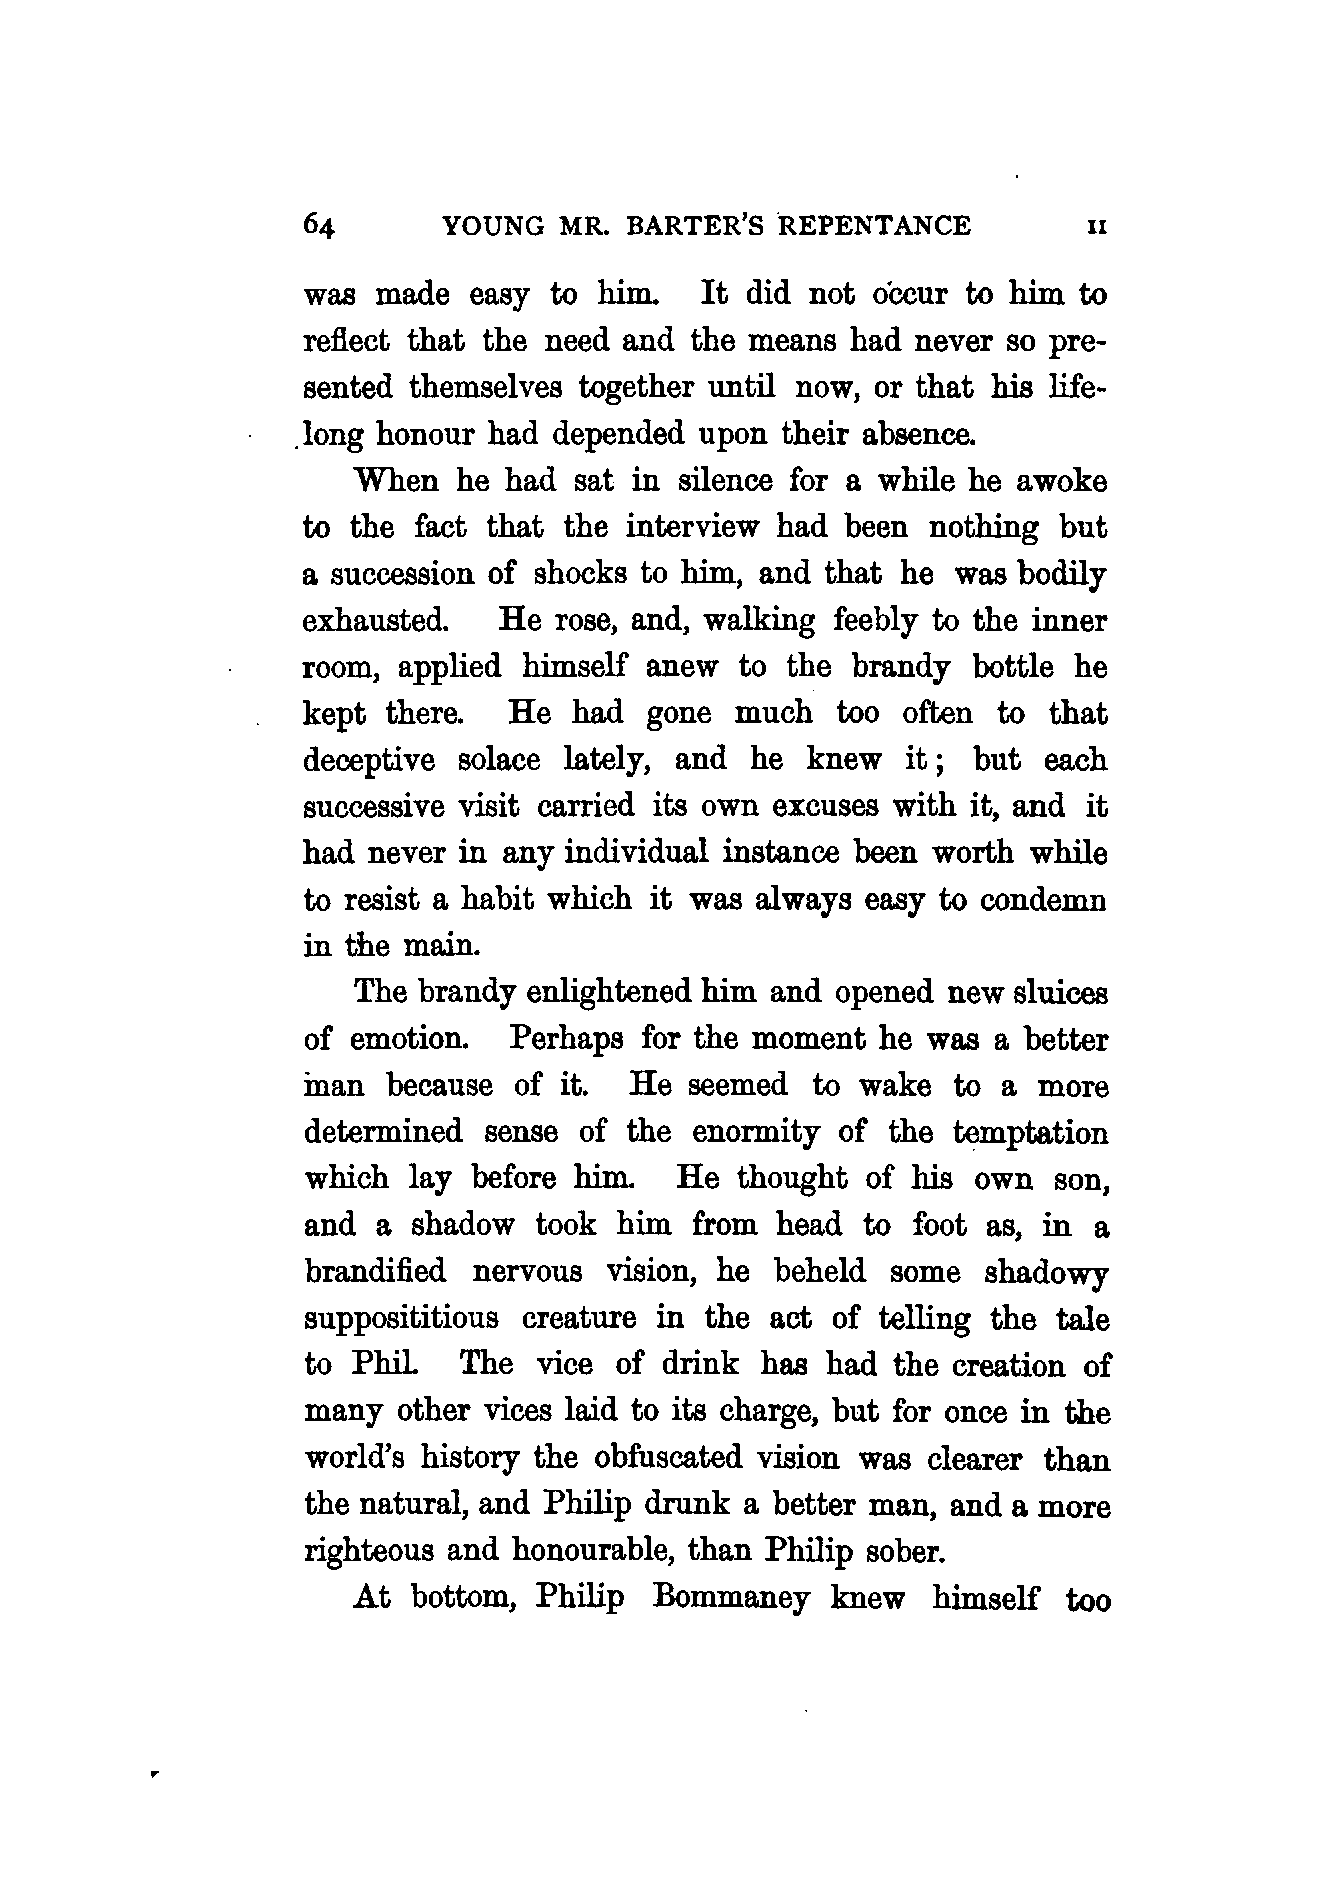 64 YOUNG MR. BARTER'S REPENTANCE II
was made easy to him. It did not occur to him to
reflect that the need and the means had never so pre-
sented themselves together until now, or that his life-
long honour had depended upon their absence.
When he had sat in silence for a while he awoke
to the fact that the interview had been nothing but
a succession of shocks to him, and that he was bodily
exhausted. He rose, and, walking feebly to the inner
room, applied himself anew to the brandy bottle he
kept there. He had gone much too often to that
deceptive solace lately, and he knew it; but each
successive visit carried its own excuses with it, and it
had never in any individual instance been worth while
to resist a habit which it was always easy to condemn
in the main.
The brandy enlightened him and opened new sluices
of emotion. Perhaps for the moment he was a better
man because of it. He seemed to wake to a more
determined sense of the enormity of the temptation
which lay before him. He thought of his own son,
and a shadow took him from head to foot as, in a
brandified nervous vision, he beheld some shadowy
supposititious creature in the act of telling the tale
to Phil. The vice of drink has had the creation of
many other vices laid to its charge, but for once in the
world's history the obfuscated vision was clearer than
the natural, and Philip drunk a better man, and a more
righteous and honourable, than Philip sober.
At bottom, Philip Bommaney knew himself too